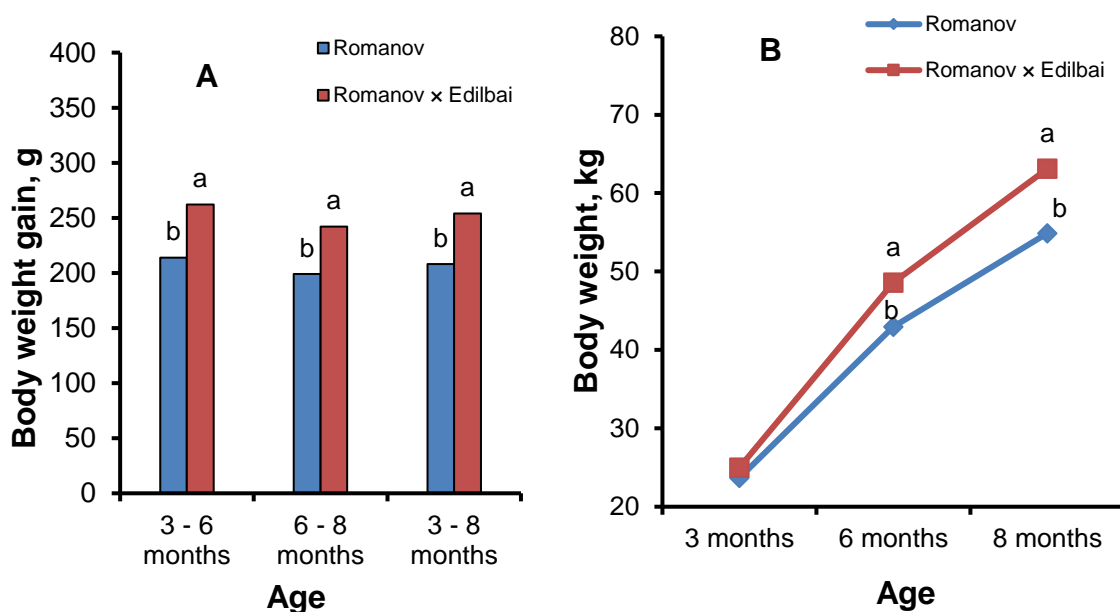 A
Romanov
Romanov × Edilbai
Body weight gain, g
400
350
300
250
200
150
100
50
0
b
a
b
a
b
a
3 - 6
months
6 - 8
months
3 - 8
months
Age
B
Romanov
Romanov × Edilbai
Body weight, kg
80
70
60
50
40
30
20
a
b
a
b
3 months
6 months
8 months
Age